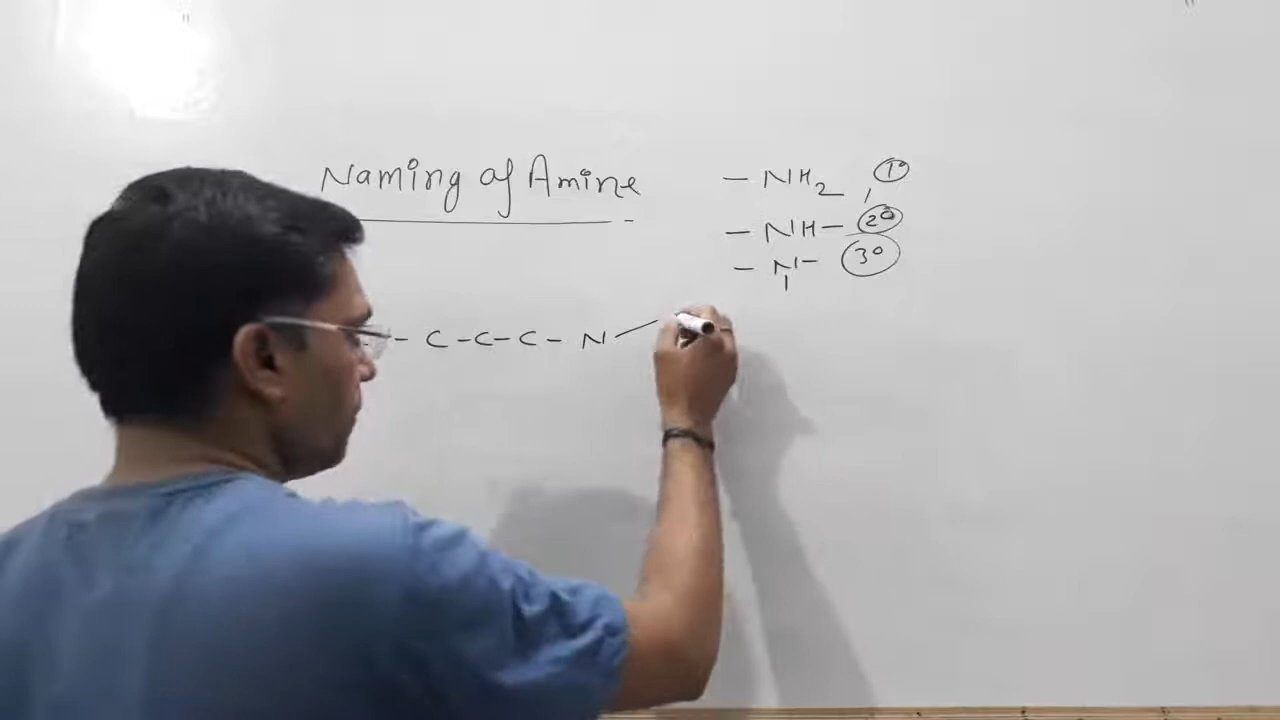 Naming of Amine
- NH2 1°
- NH - 2°
- N - 3°
- C - C - C - N